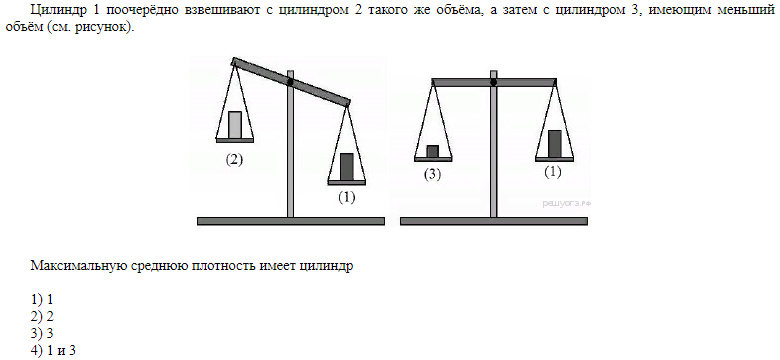 Цилиндр 1 поочерёдно взвешивают с цилиндром 2 такого же объёма, а затем с цилиндром 3, имеющим меньший
объём (см. рисунок).
(2)
(1)
(3)
(1)
решуогэ.рф
Максимальную среднюю плотность имеет цилиндр
1) 1
2) 2
3) 3
4) 1 и 3